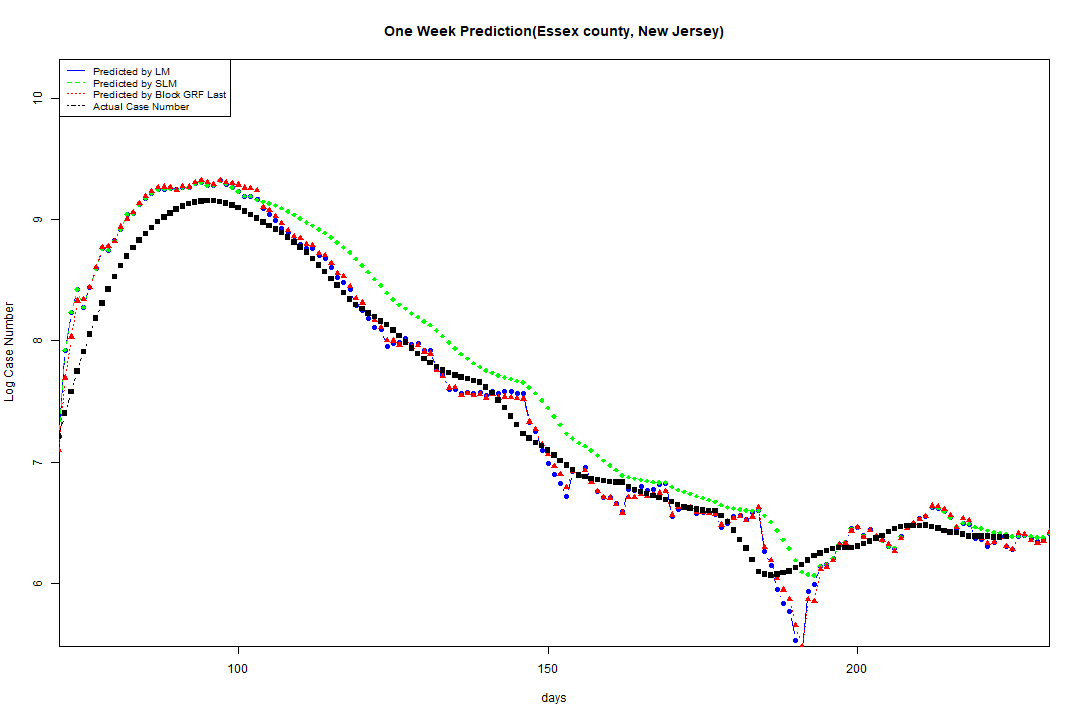 One Week Prediction(Essex county, New Jersey)
Predicted by LM
Predicted by SLM
Predicted by Block GRF Last
Actual Case Number
10
9
8
7
6
Log Case Number
100 150 200
days